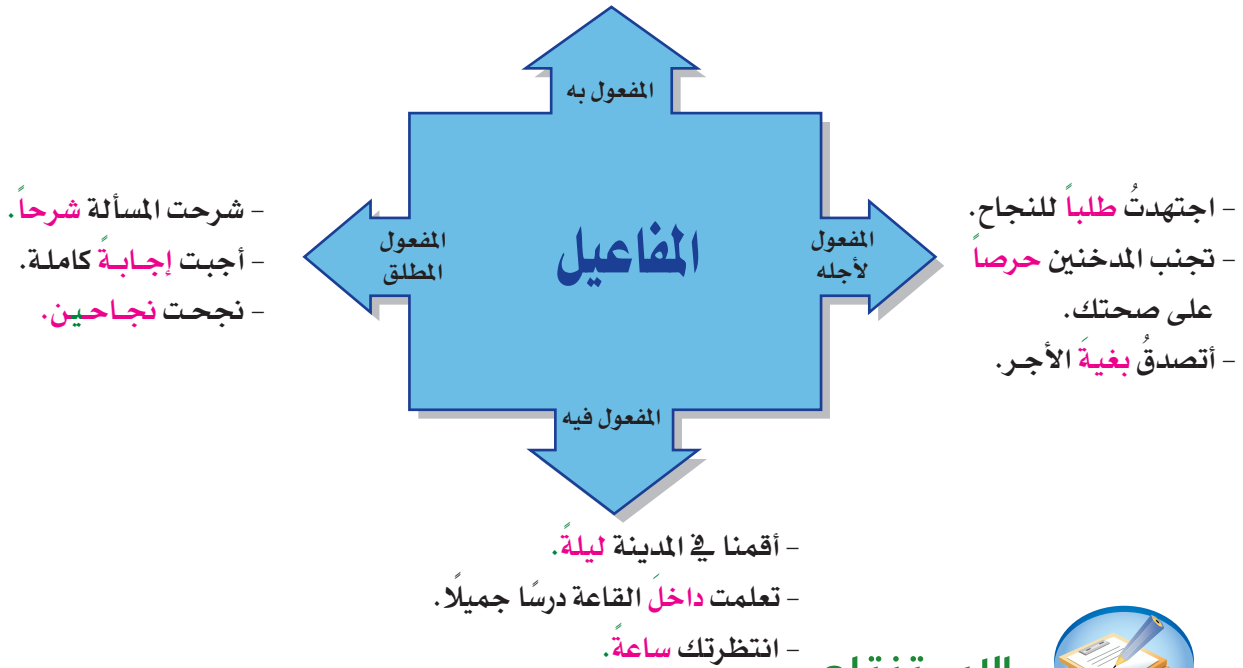 المفعول به
- اجتهدتُ طلباً للنجاح.
- تجنب المدخنين حرصاً
على صحتك.
- أتصدقُ بغيةَ الأجر.
المفعول
لأجله
المفاعيل
المفعول
المطلق
- شرحت المسألة شرحاً.
- أجبت إجابةً كاملة.
- نجحت نجاحين.
المفعول فيه
- أقمنا في المدينة ليلةً.
- تعلمت داخلَ القاعة درسًا جميلًا.
- انتظرتك ساعةً.